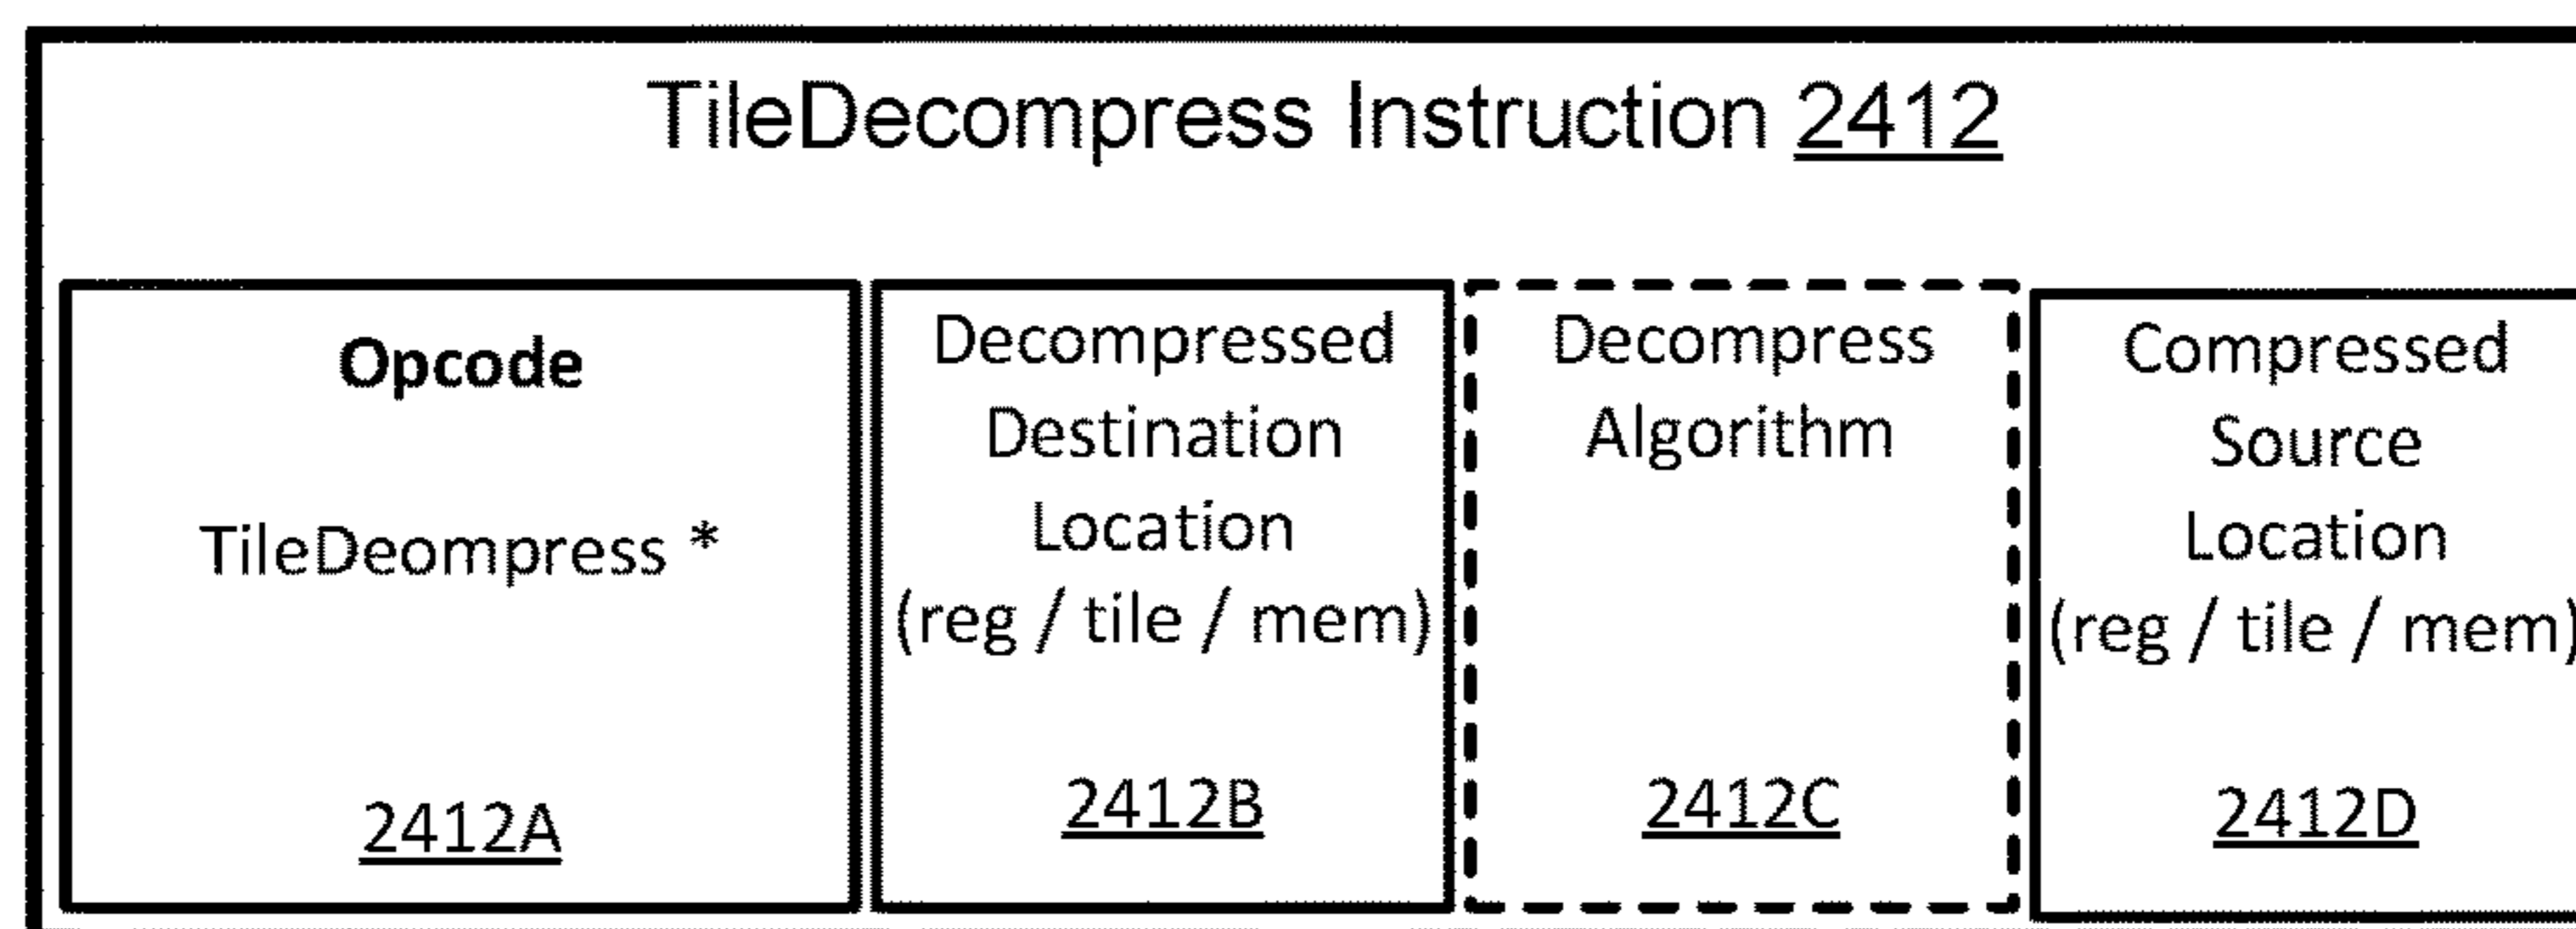 TileDecompress Instruction 2412
Opcode
TileDeompress *
2412A
Decompressed
Destination
Location
(reg / tile / mem)
2412B
Decompress
Algorithm
2412C
Compressed
Source
Location
(reg / tile / mem)
2412D